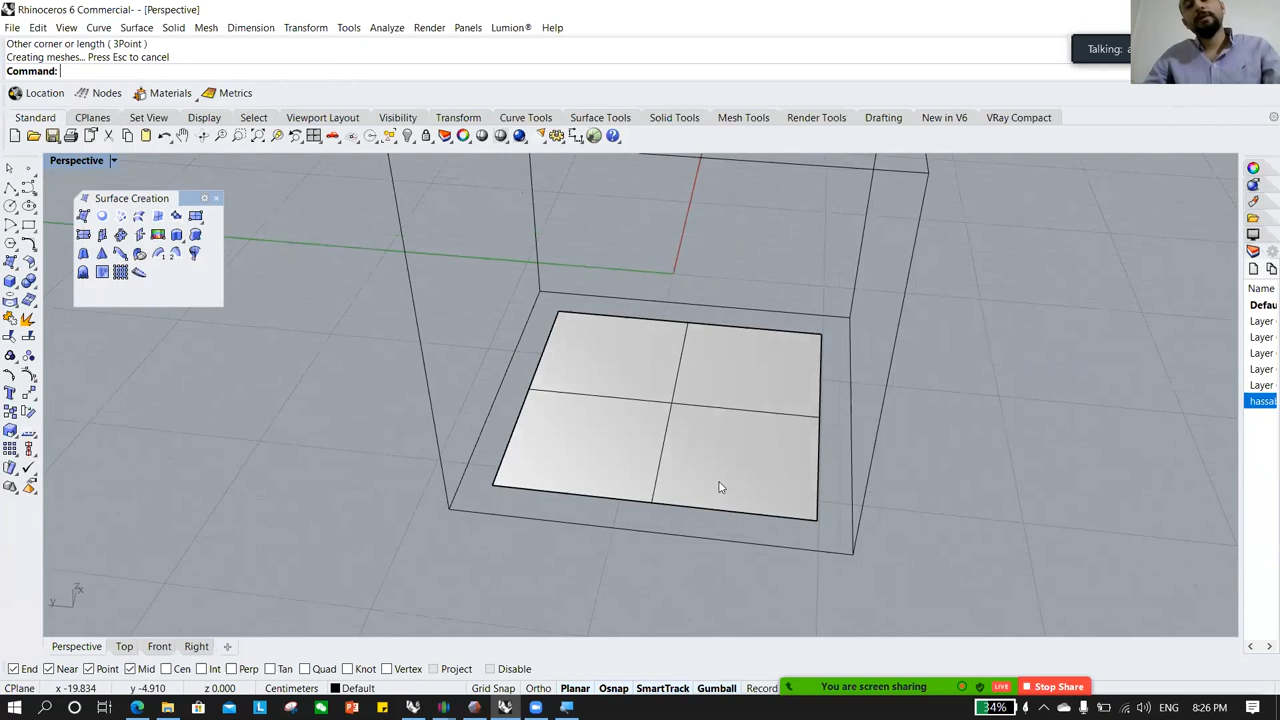 Rhinoceros 6 Commercial- - [Perspective]
File Edit View Curve Surface Solid Mesh Dimension Transform Tools Analyze Render Panels Lumion® Help
Other corner or length ( 3Point )
Creating meshes... Press Esc to cancel
Command:
Talking: a
Location Nodes Materials Metrics
Standard CPlanes Set View Display Select Viewport Layout Visibility Transform Curve Tools Surface Tools Solid Tools Mesh Tools Render Tools Drafting New in V6 VRay Compact
Perspective
Surface Creation
Name
Defau
Layer
Layer
Layer
Layer
Layer
hassa
z x
y
Perspective Top Front Right
End Near Point Mid Cen Int Perp Tan Quad Knot Vertex Project Disable
CPlane x -19.834 y -4.910 z 0.000 Centimeters Default Grid Snap Ortho Planar Osnap SmartTrack Gumball Record
You are screen sharing LIVE Stop Share
34% ENG 8:26 PM